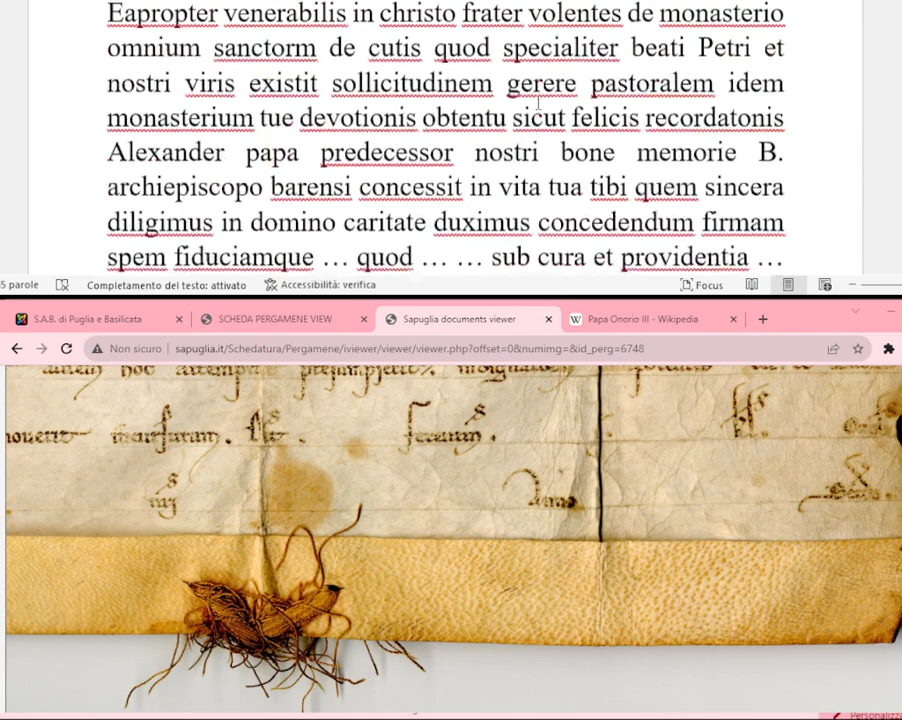 Eapropter venerabilis in christo frater volentes de monasterio
omnium sanctorm de cutis quod specialiter beati Petri et
nostri viris existit sollicitudinem gerere pastoralem idem
monasterium tue devotionis obtentu sicut felicis recordatonis
Alexander papa predecessor nostri bone memorie B.
archiepiscopo barensi concessit in vita tua tibi quem sincera
diligimus in domino caritate duximus concedendum firmam
spem fiduciamque … quod … … sub cura et providentia …
5 parole Completamento del testo: attivato Accessibilità: verifica Focus
S.A.B. di Puglia e Basilicata SCHEDA PERGAMENE VIEW Sapuglia documents viewer Papa Onorio III - Wikipedia
Non sicuro sapuglia.it/Schedatura/Pergamene/iviewer/viewer/viewer.php?offset=0&numimg=&id_perg=6748
incursurum.
iij Anno
Personalizza